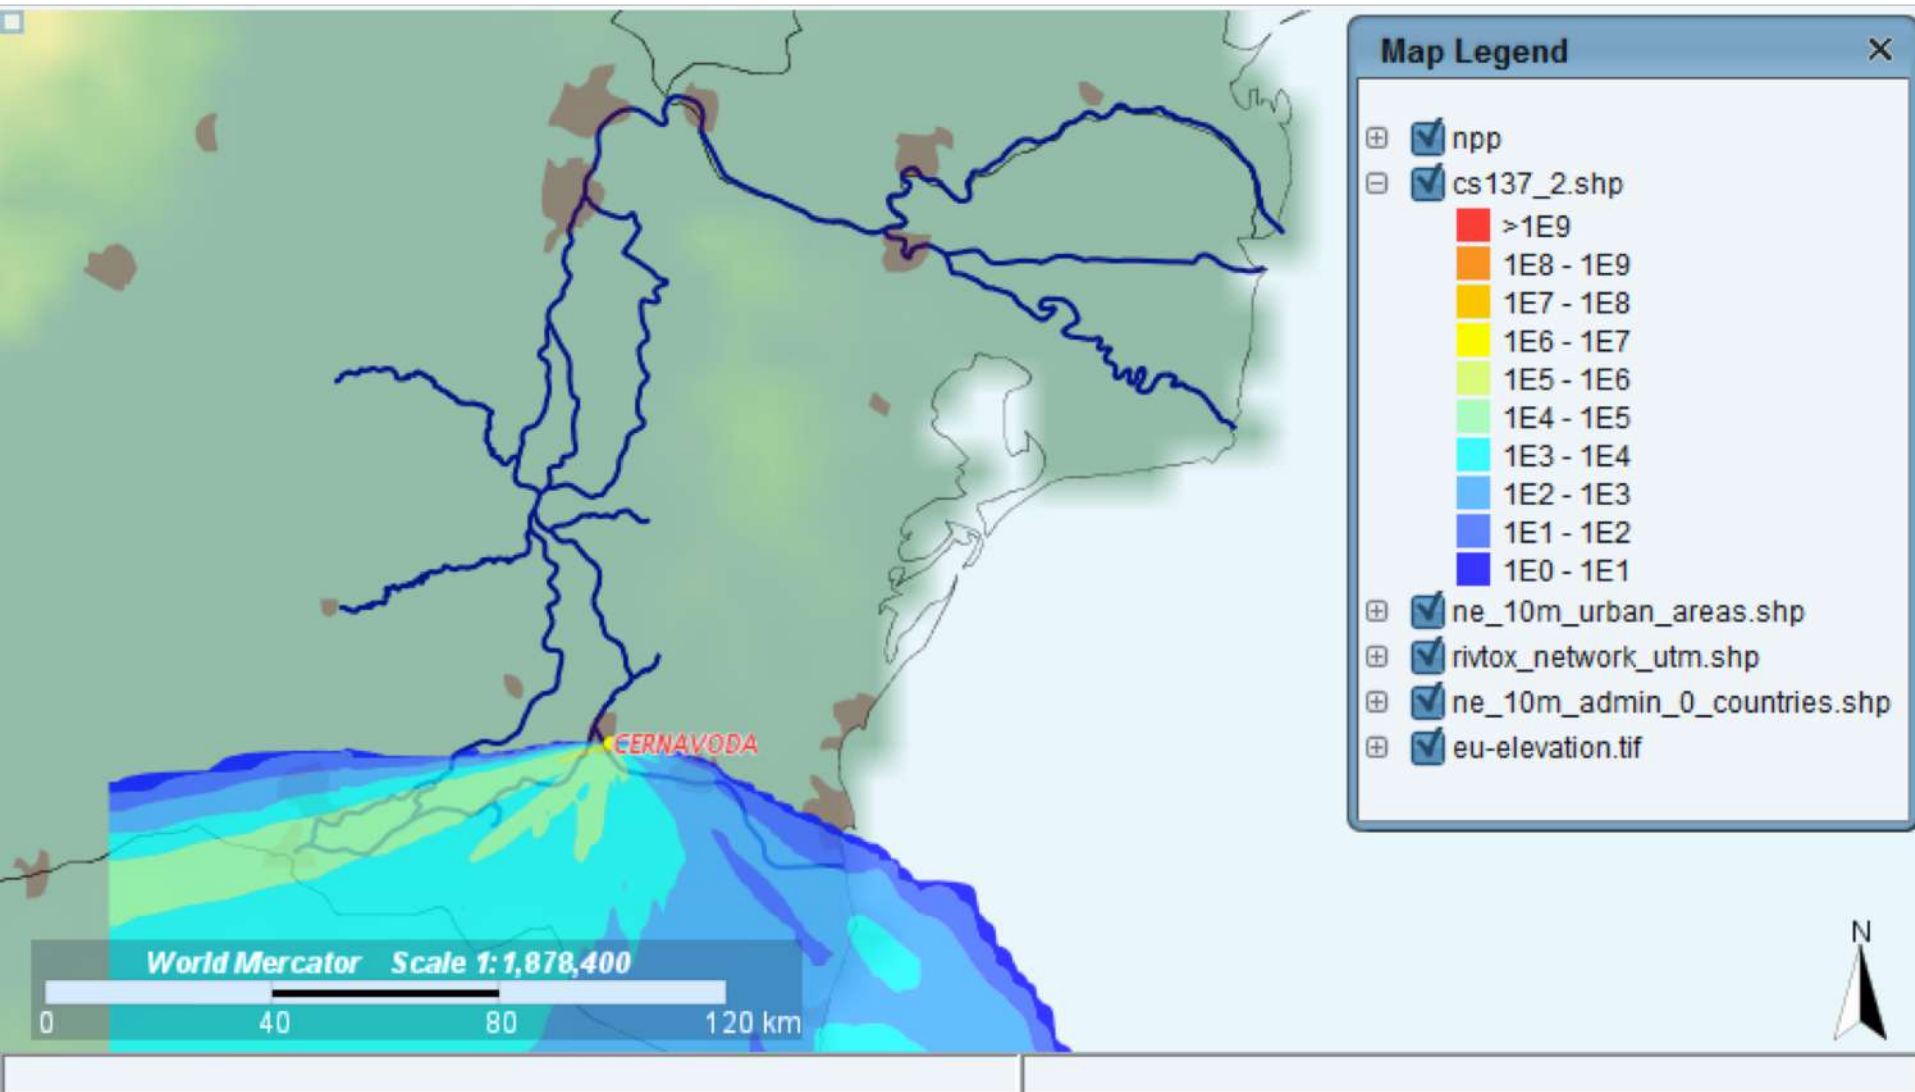 Map Legend
npp
cs137_2.shp
>1E9
1E8 - 1E9
1E7 - 1E8
1E6 - 1E7
1E5 - 1E6
1E4 - 1E5
1E3 - 1E4
1E2 - 1E3
1E1 - 1E2
1E0 - 1E1
ne_10m_urban_areas.shp
rivtox_network_utm.shp
ne_10m_admin_0_countries.shp
eu-elevation.tif
CERNAVODA
World Mercator Scale 1:1,878,400
0 40 80 120 km
N